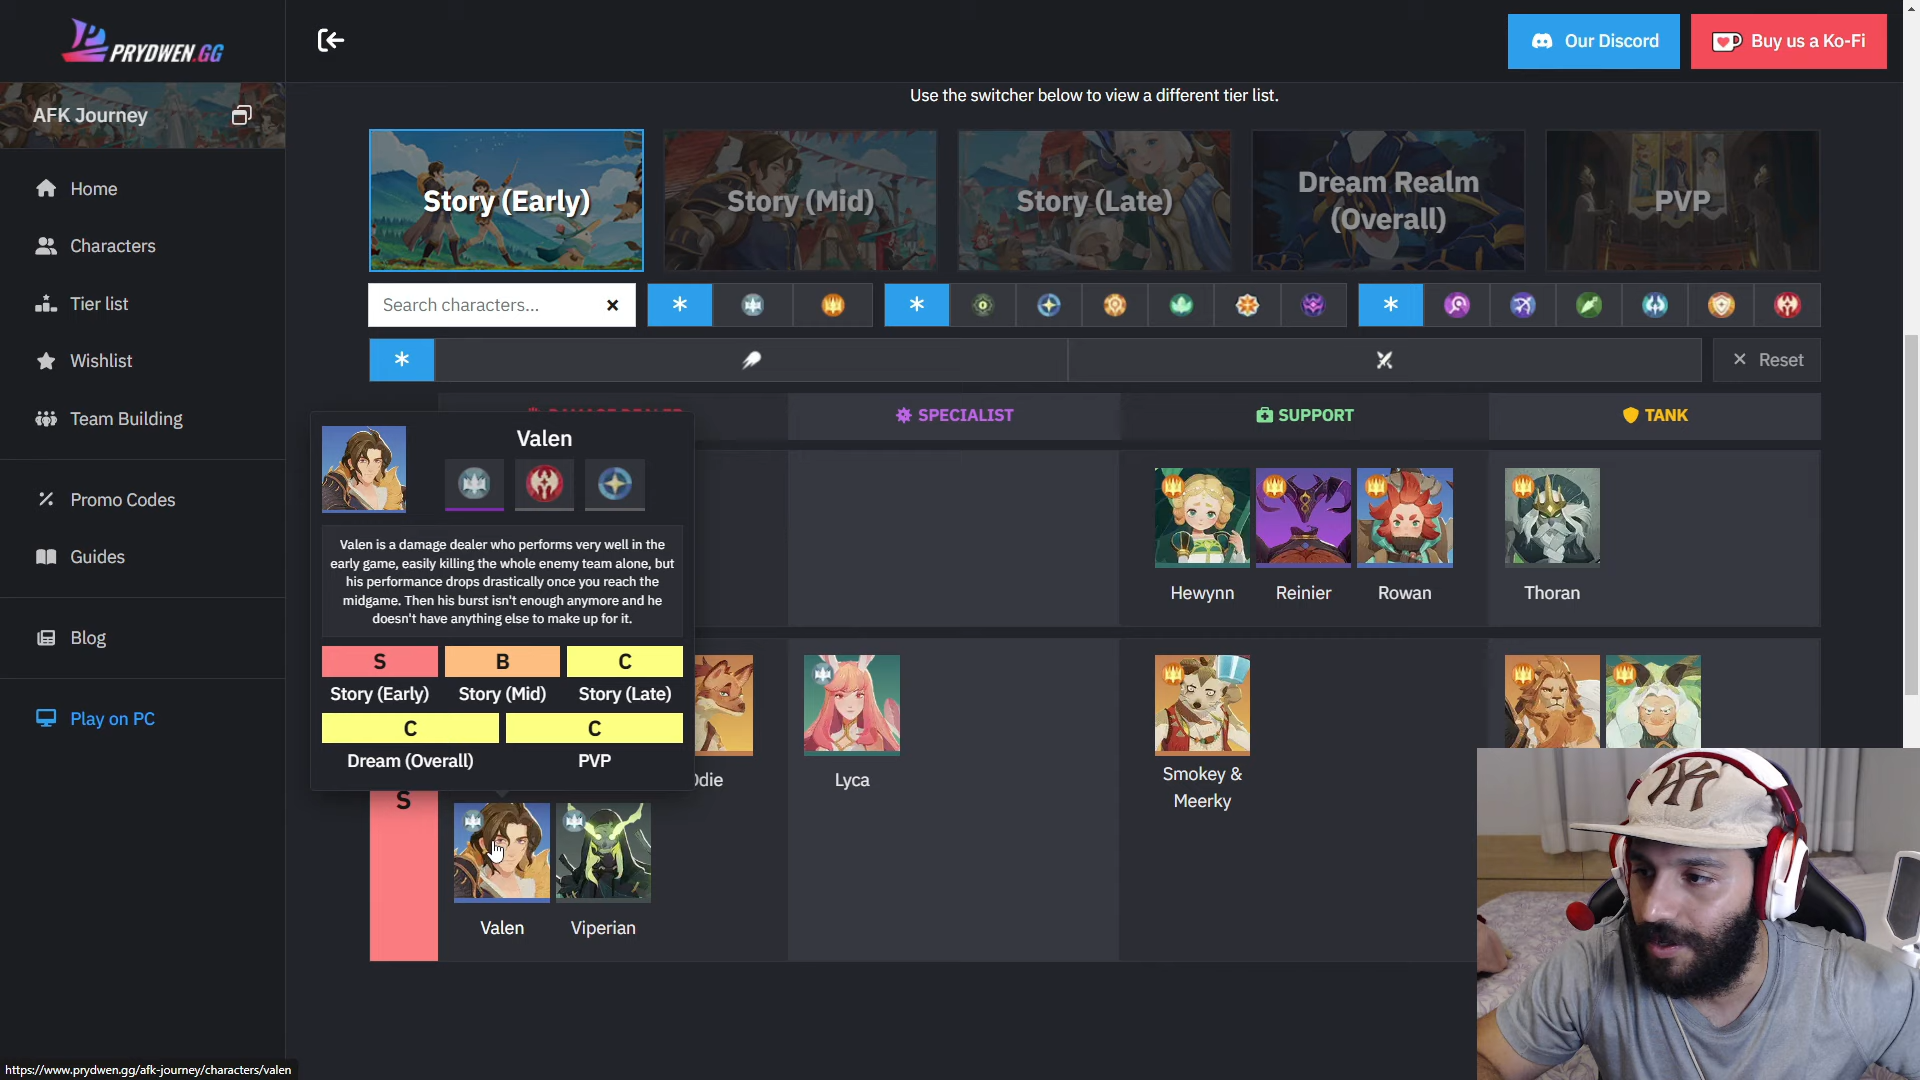 PRYDWEN.GG
Our Discord
Buy us a Ko-Fi
AFK Journey
Use the switcher below to view a different tier list.
Home
Characters
Tier list
Wishlist
Team Building
Promo Codes
Guides
Blog
Play on PC
Story (Early)
Story (Mid)
Story (Late)
Dream Realm
(Overall)
PVP
Search characters...
Reset
SPECIALIST
SUPPORT
TANK
Valen
Valen is a damage dealer who performs very well in the
early game, easily killing the whole enemy team alone, but
his performance drops drastically once you reach the
midgame. Then his burst isn't enough anymore and he
doesn't have anything else to make up for it.
S
B
C
Story (Early)
Story (Mid)
Story (Late)
C
C
Dream (Overall)
PVP
Hewynn
Reinier
Rowan
Thoran
S
Odie
Lyca
Smokey &
Meerky
Valen
Viperian
https://www.prydwen.gg/afk-journey/characters/valen